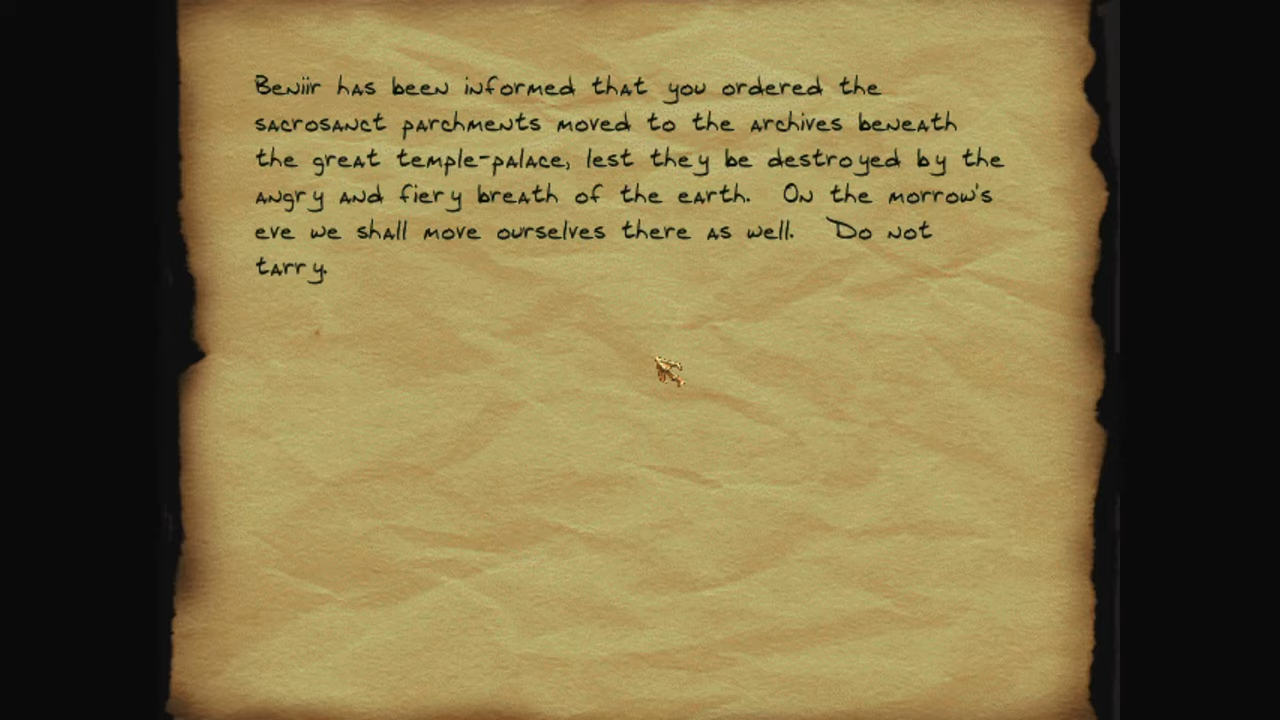 Beniir has been informed that you ordered the
sacrosanct parchments moved to the archives beneath
the great temple-palace, lest they be destroyed by the
angry and fiery breath of the earth. On the morrow's
eve we shall move ourselves there as well. Do not
tarry.